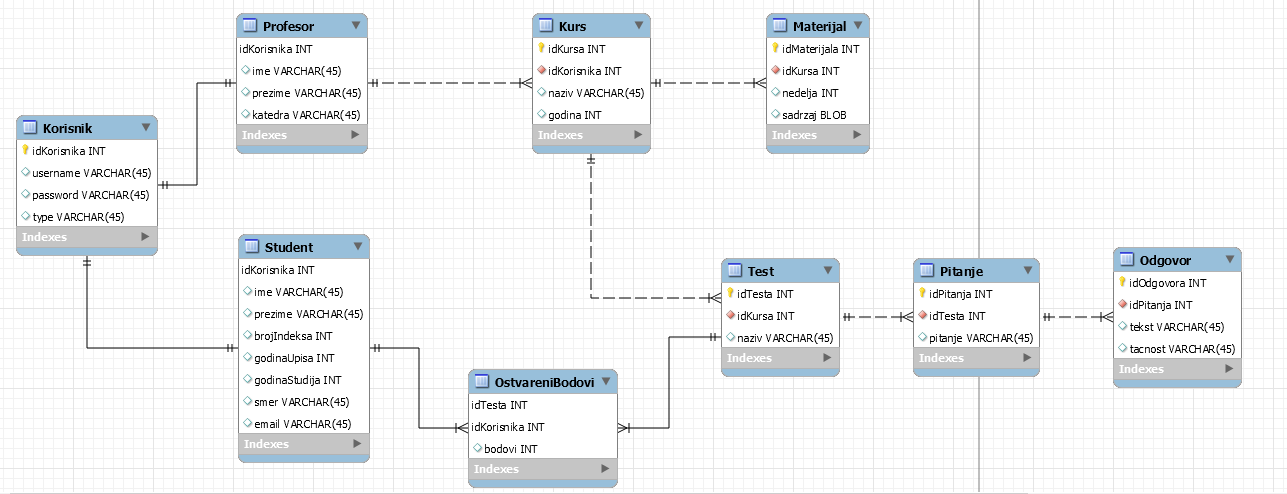 Profesor
idKorisnika INT
ime VARCHAR(45)
prezime VARCHAR(45)
katedra VARCHAR(45)
Indexes
Kurs
idKursa INT
idKorisnika INT
naziv VARCHAR(45)
godina INT
Indexes
Materijal
idMaterijala INT
idKursa INT
nedelja INT
sadrzaj BLOB
Indexes
Korisnik
idKorisnika INT
username VARCHAR(45)
password VARCHAR(45)
type VARCHAR(45)
Indexes
Student
idKorisnika INT
ime VARCHAR(45)
prezime VARCHAR(45)
brojIndeksa INT
godinaUpisa INT
godinaStudija INT
smer VARCHAR(45)
email VARCHAR(45)
Indexes
OstvareniBodovi
idTesta INT
idKorisnika INT
bodovi INT
Indexes
Test
idTesta INT
idKursa INT
naziv VARCHAR(45)
Indexes
Pitanje
idPitanja INT
idTesta INT
pitanje VARCHAR(45)
Indexes
Odgovor
idOdgovora INT
idPitanja INT
tekst VARCHAR(45)
tacnost VARCHAR(45)
Indexes